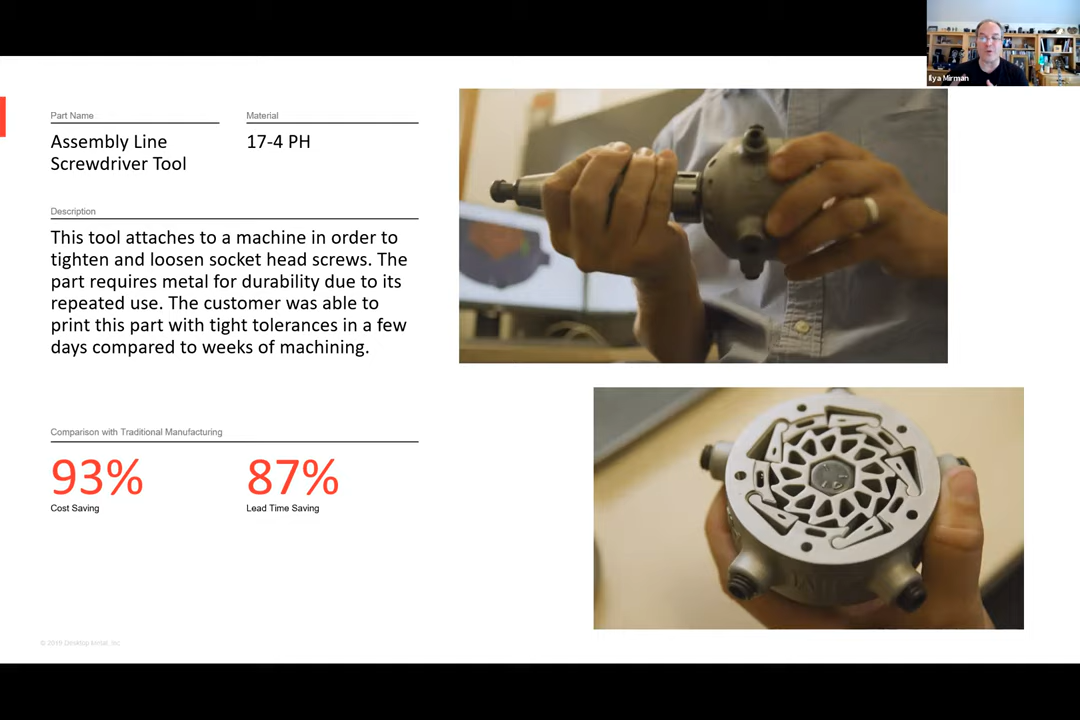 Ilya Mirman
Part Name
Material
Assembly Line
Screwdriver Tool
17-4 PH
Description
This tool attaches to a machine in order to
tighten and loosen socket head screws. The
part requires metal for durability due to its
repeated use. The customer was able to
print this part with tight tolerances in a few
days compared to weeks of machining.
Comparison with Traditional Manufacturing
93%
87%
Cost Saving
Lead Time Saving
© 2019 Desktop Metal, Inc.